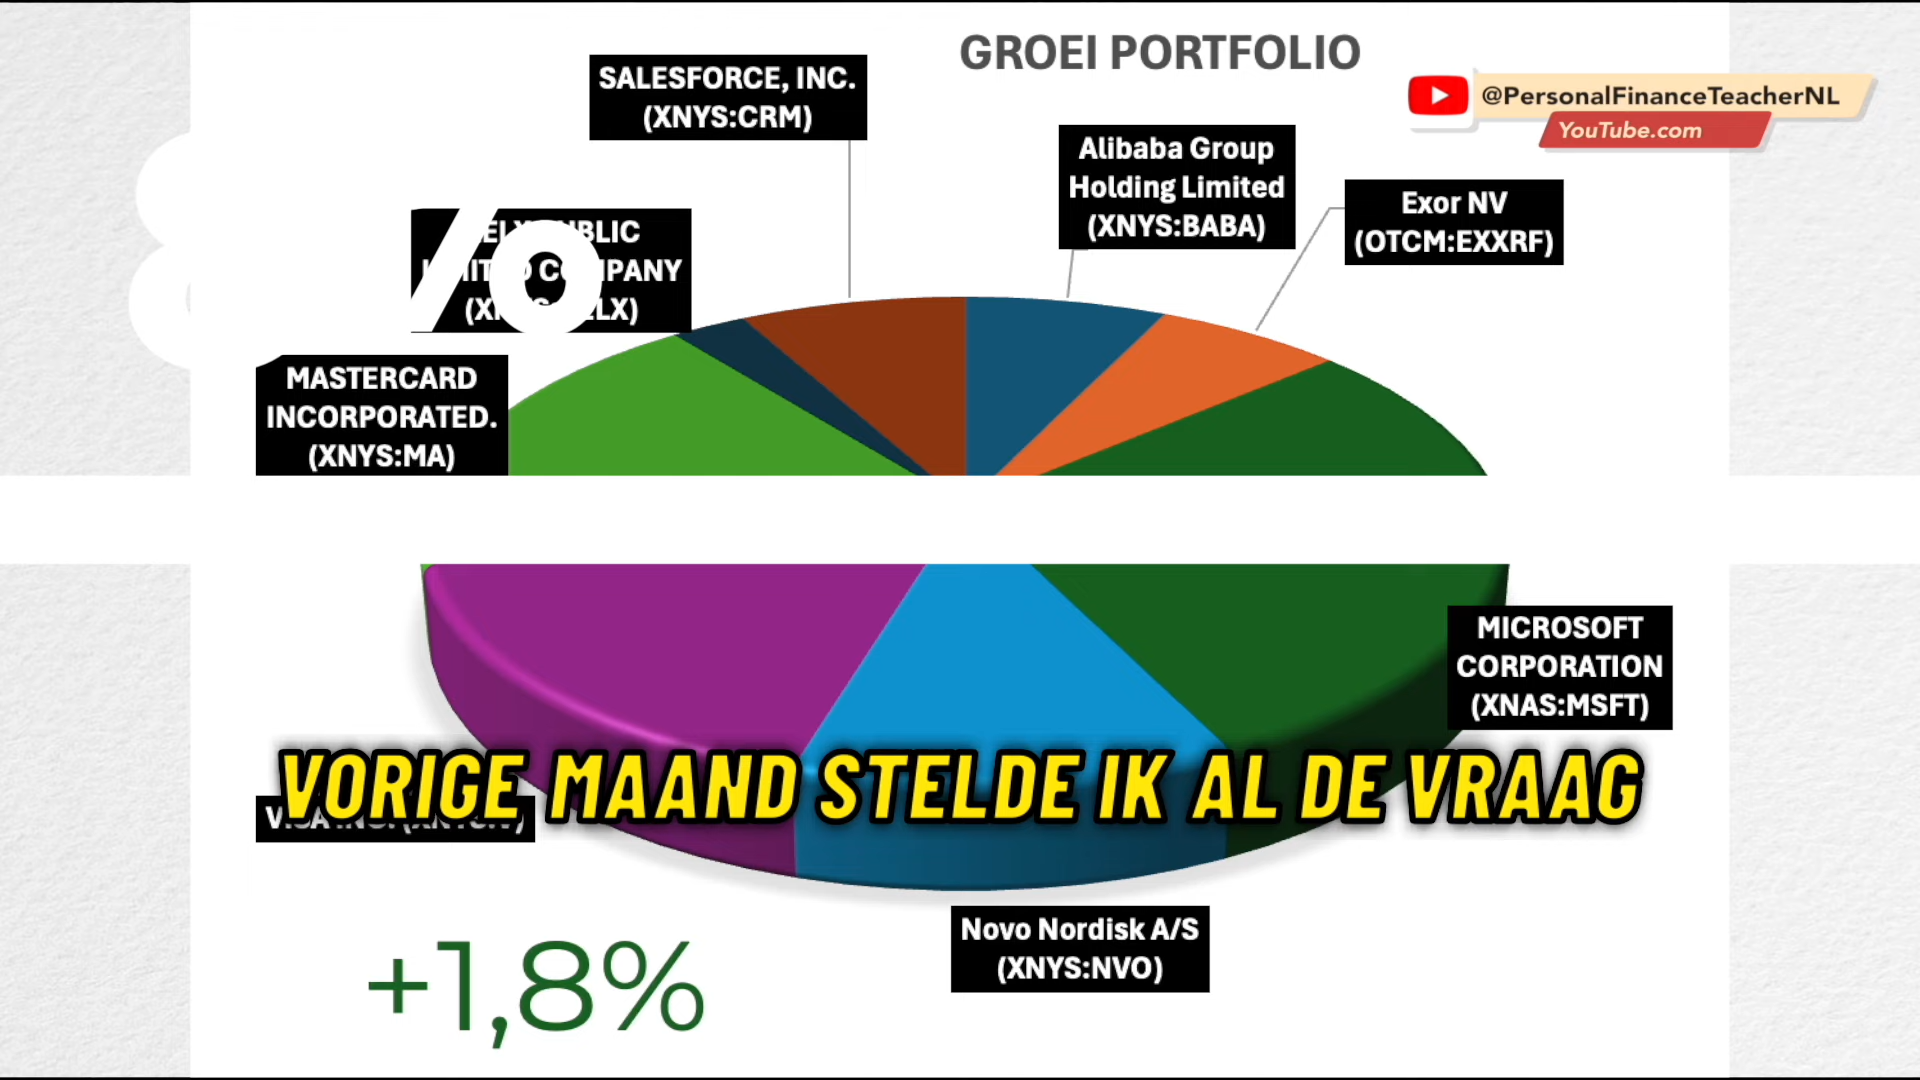 GROEI PORTFOLIO
SALESFORCE, INC.
(XNYS:CRM)
@PersonalFinanceTeacherNL
YouTube.com
Alibaba Group
Holding Limited
(XNYS:BABA)
Exor NV
(OTCM:EXXRF)
%
COMPANY
MASTERCARD
INCORPORATED.
(XNYS:MA)
MICROSOFT
CORPORATION
(XNAS:MSFT)
VORIGE MAAND STELDE IK AL DE VRAAG
Novo Nordisk A/S
(XNYS:NVO)
+1,8%